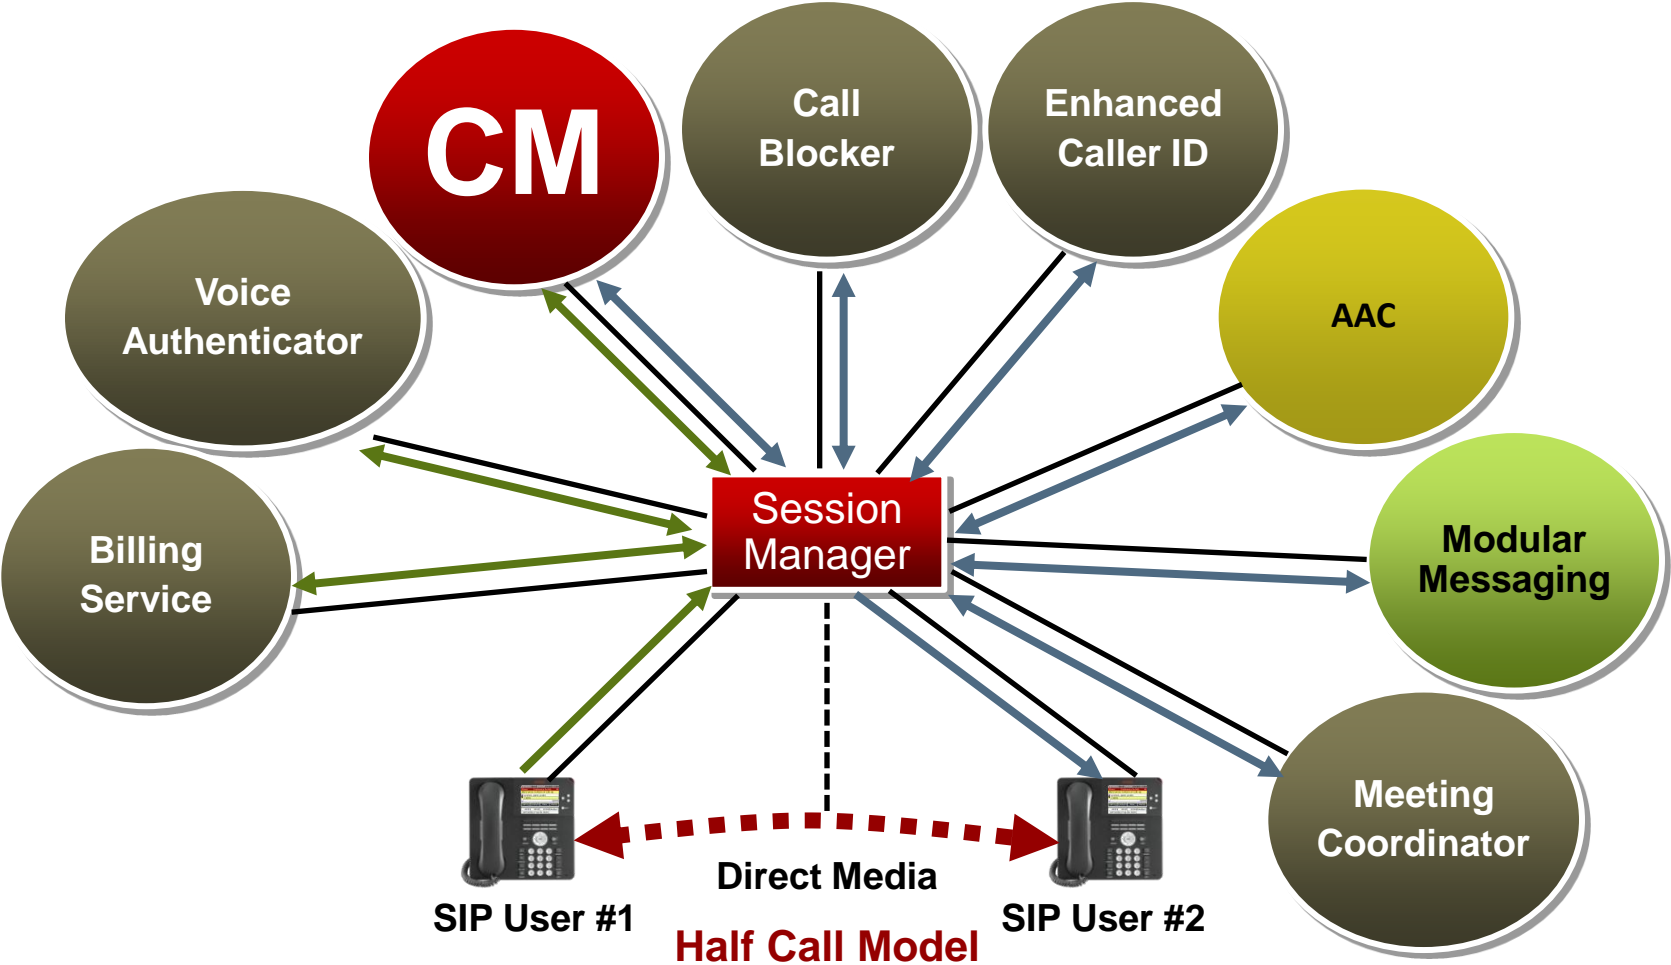 CM
Call
Blocker
Enhanced
Caller ID
Voice
Authenticator
AAC
Billing
Service
Session
Manager
Modular
Messaging
Meeting
Coordinator
Direct Media
SIP User #1
SIP User #2
Half Call Model